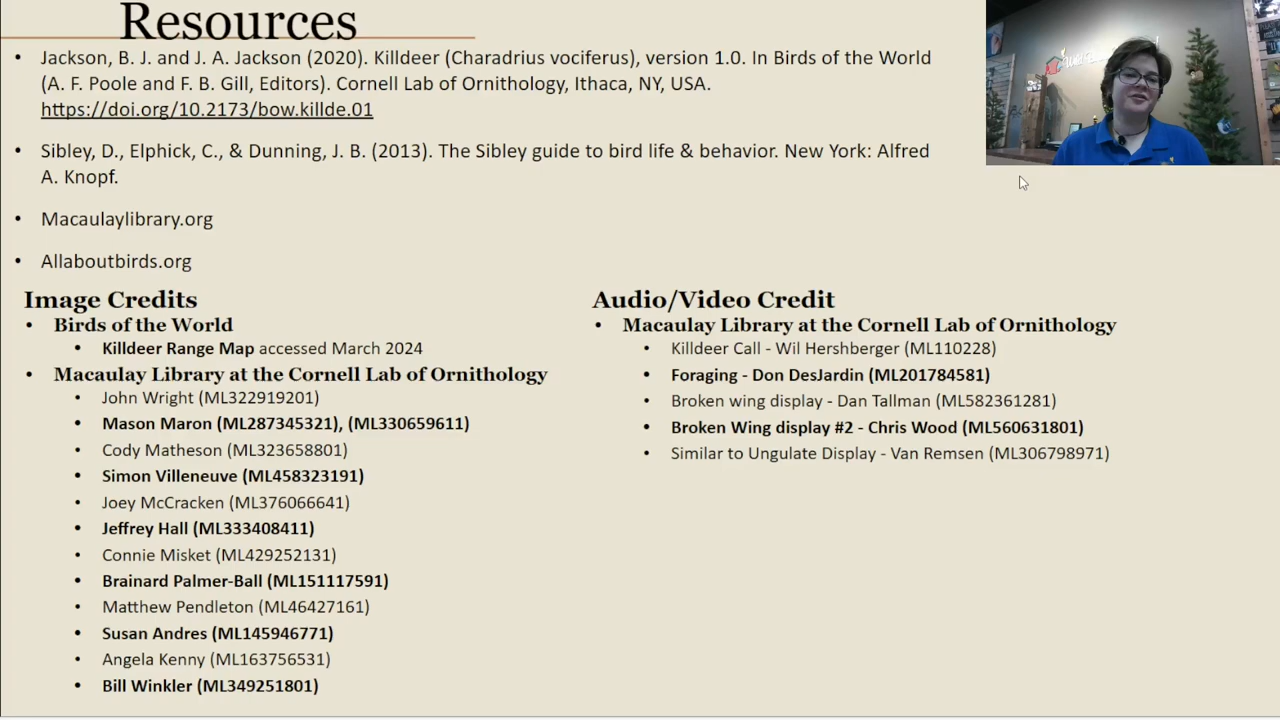 Resources
• Jackson, B. J. and J. A. Jackson (2020). Killdeer (Charadrius vociferus), version 1.0. In Birds of the World
(A. F. Poole and F. B. Gill, Editors). Cornell Lab of Ornithology, Ithaca, NY, USA.
https://doi.org/10.2173/bow.killde.01
• Sibley, D., Elphick, C., & Dunning, J. B. (2013). The Sibley guide to bird life & behavior. New York: Alfred
A. Knopf.
• Macaulaylibrary.org
• Allaboutbirds.org
Image Credits
• Birds of the World
• Killdeer Range Map accessed March 2024
• Macaulay Library at the Cornell Lab of Ornithology
• John Wright (ML322919201)
• Mason Maron (ML287345321), (ML330659611)
• Cody Matheson (ML323658801)
• Simon Villeneuve (ML458323191)
• Joey McCracken (ML376066641)
• Jeffrey Hall (ML333408411)
• Connie Misket (ML429252131)
• Brainard Palmer-Ball (ML151117591)
• Matthew Pendleton (ML46427161)
• Susan Andres (ML145946771)
• Angela Kenny (ML163756531)
• Bill Winkler (ML349251801)
Audio/Video Credit
• Macaulay Library at the Cornell Lab of Ornithology
• Killdeer Call - Wil Hershberger (ML110228)
• Foraging - Don DesJardin (ML201784581)
• Broken wing display - Dan Tallman (ML582361281)
• Broken Wing display #2 - Chris Wood (ML560631801)
• Similar to Ungulate Display - Van Remsen (ML306798971)